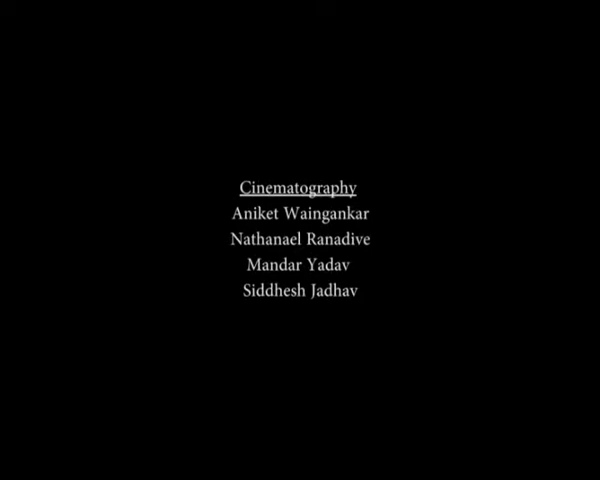 Cinematography
Aniket Waingankar
Nathanael Ranadive
Mandar Yadav
Siddhesh Jadhav